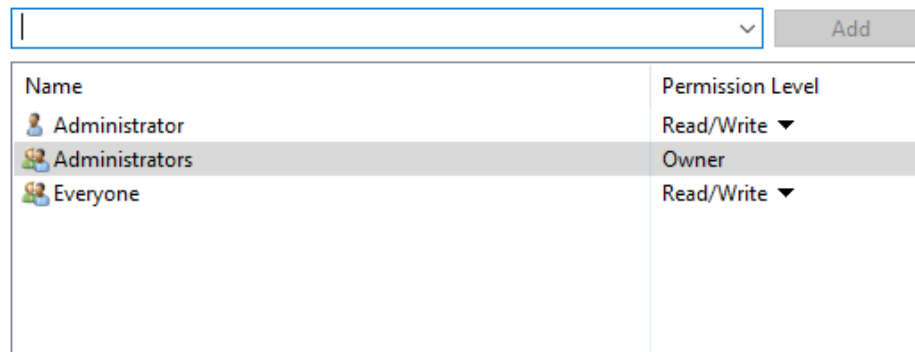 Add
Name Permission Level
Administrator Read/Write
Administrators Owner
Everyone Read/Write